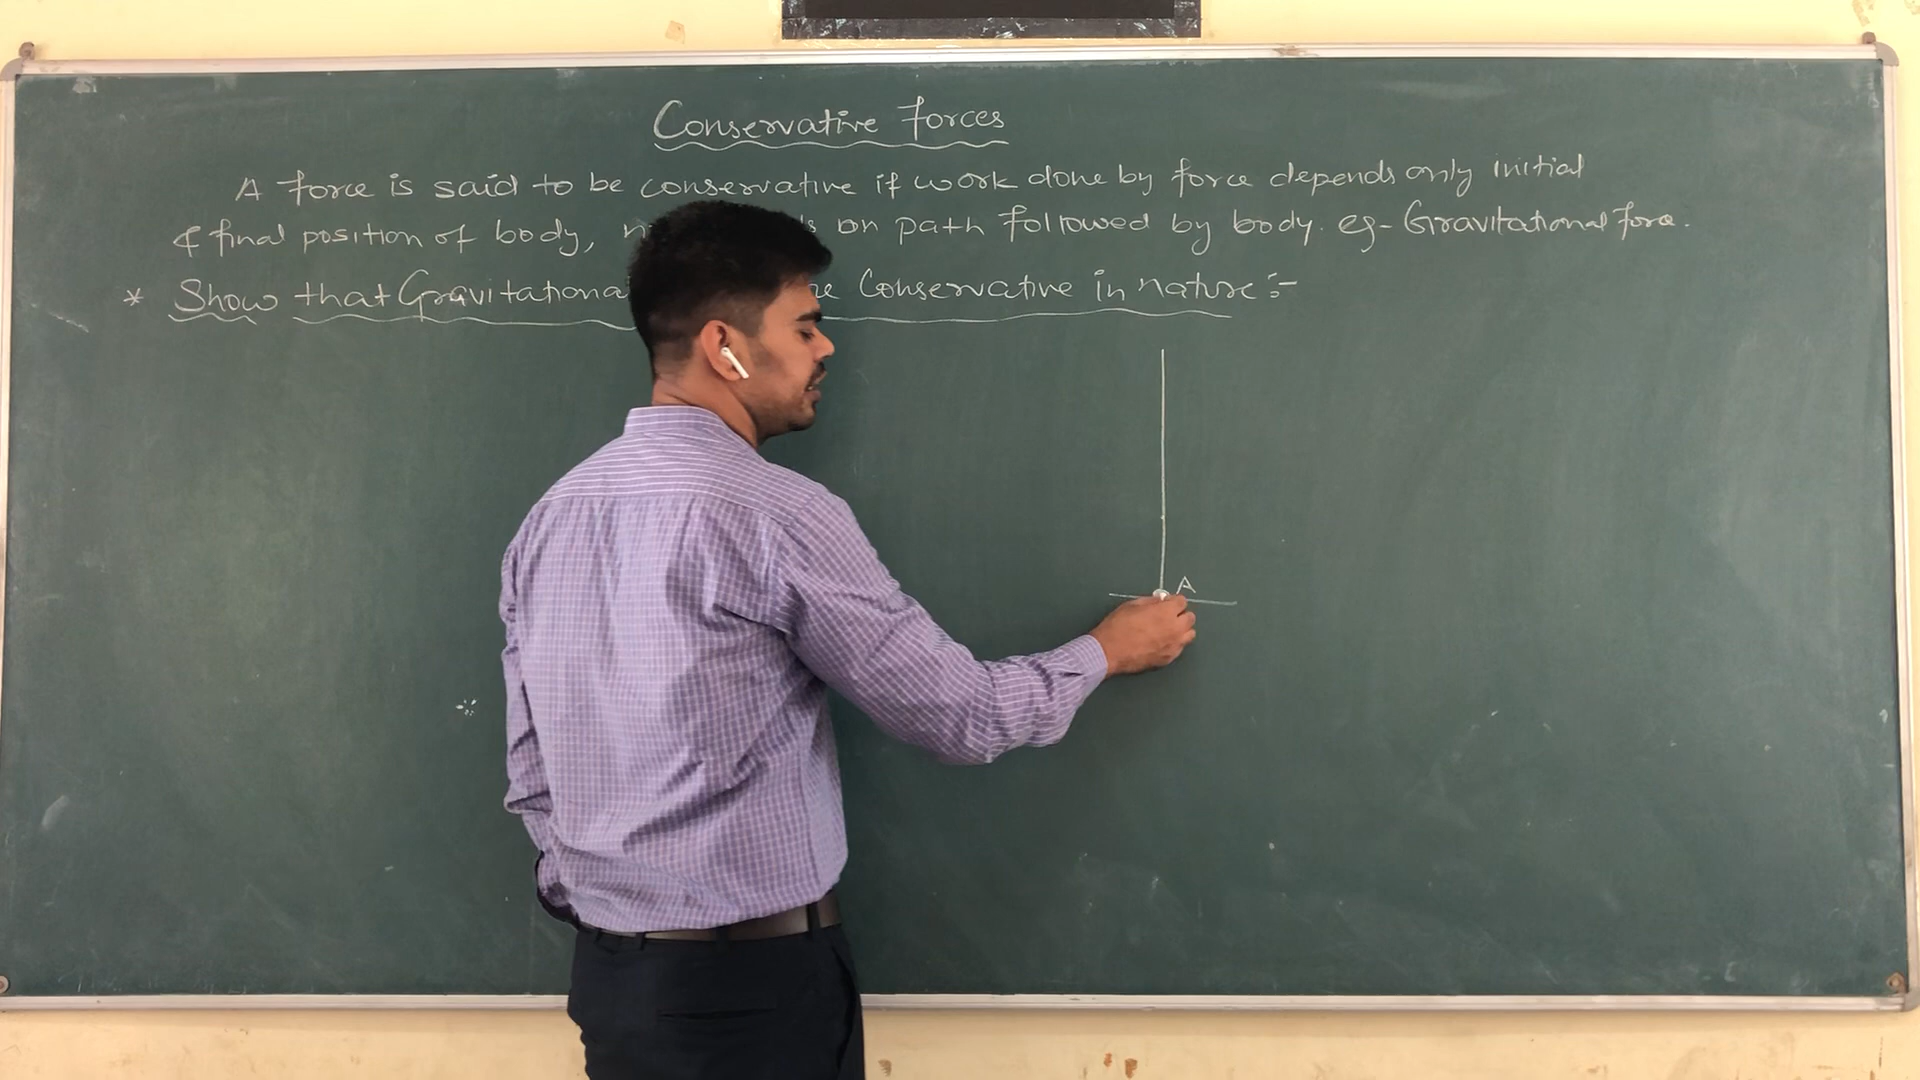 Conservative Forces
A force is said to be conservative if work done by force depends only initial
& final position of body, on path followed by body. eg- Gravitational force.
* Show that Gravitational Conservative in nature :-
A